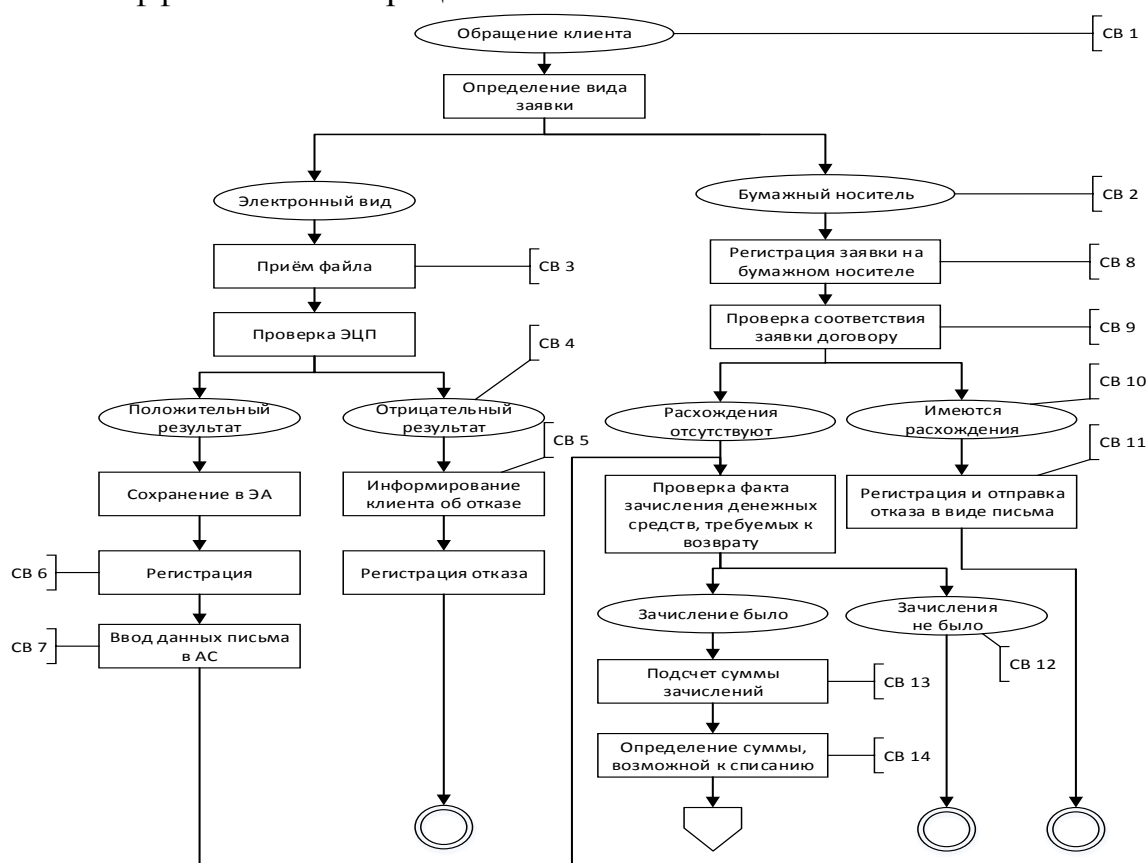 Обращение клиента
СВ 1
Определение вида
заявки
Электронный вид
Бумажный носитель
СВ 2
Приём файла
СВ 3
Регистрация заявки на
бумажном носителе
СВ 8
Проверка ЭЦП
СВ 4
Проверка соответствия
заявки договору
СВ 9
СВ 10
Положительный
результат
Отрицательный
результат
СВ 5
Расхождения
отсутствуют
Имеются
расхождения
СВ 11
Сохранение в ЭА
Информирование
клиента об отказе
Проверка факта
зачисления денежных
средств, требуемых к
возврату
Регистрация и отправка
отказа в виде письма
СВ 6
Регистрация
Регистрация отказа
Зачисление было
Зачисления
не было
СВ 7
Ввод данных письма
в АС
СВ 12
Подсчет суммы
зачислений
СВ 13
Определение суммы,
возможной к списанию
СВ 14